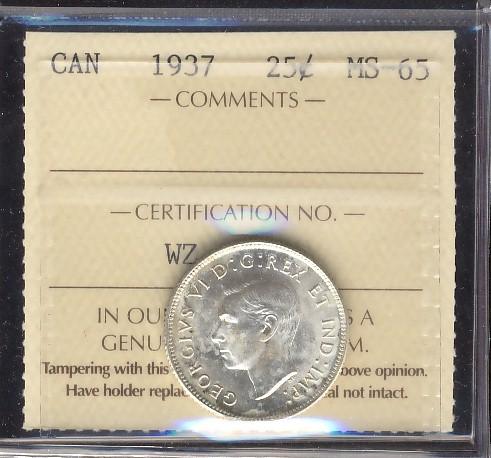 CAN 1937 25¢ MS-65
— COMMENTS —
— CERTIFICATION NO. —
WZ
IN OU S A
GENU M.
Tampering with this bove opinion.
Have holder replac al not intact.
GEORGIVS VI D:G:REX ET IND:IMP: